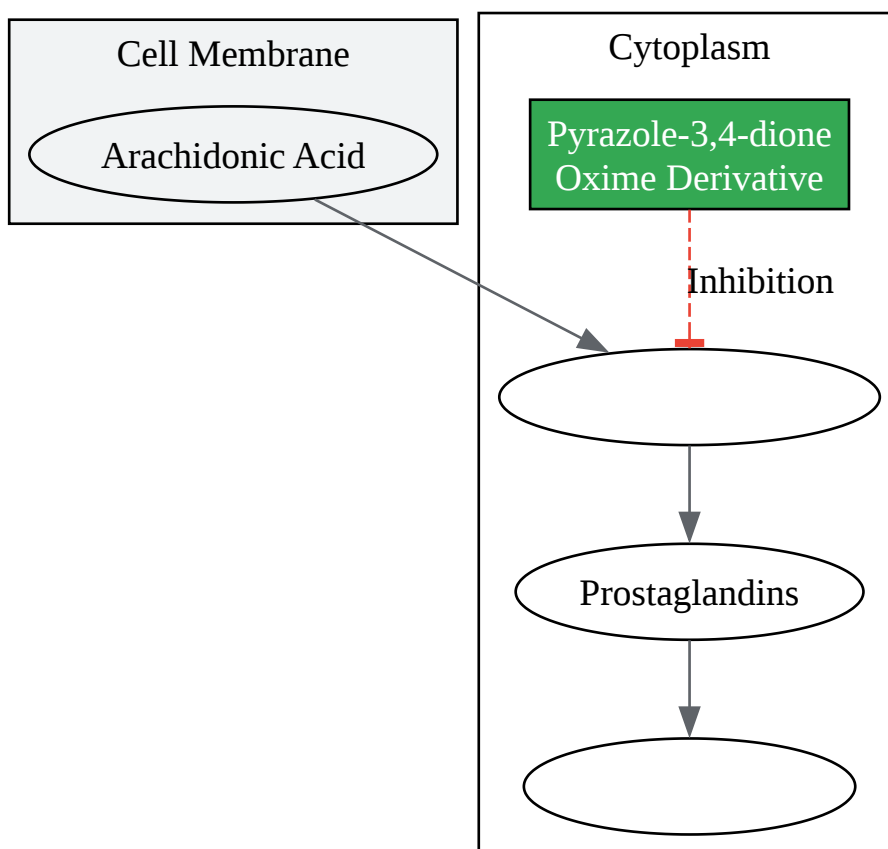 Cell Membrane
Arachidonic Acid
Cytoplasm
Pyrazole-3,4-dione
Oxime Derivative
Inhibition
Prostaglandins